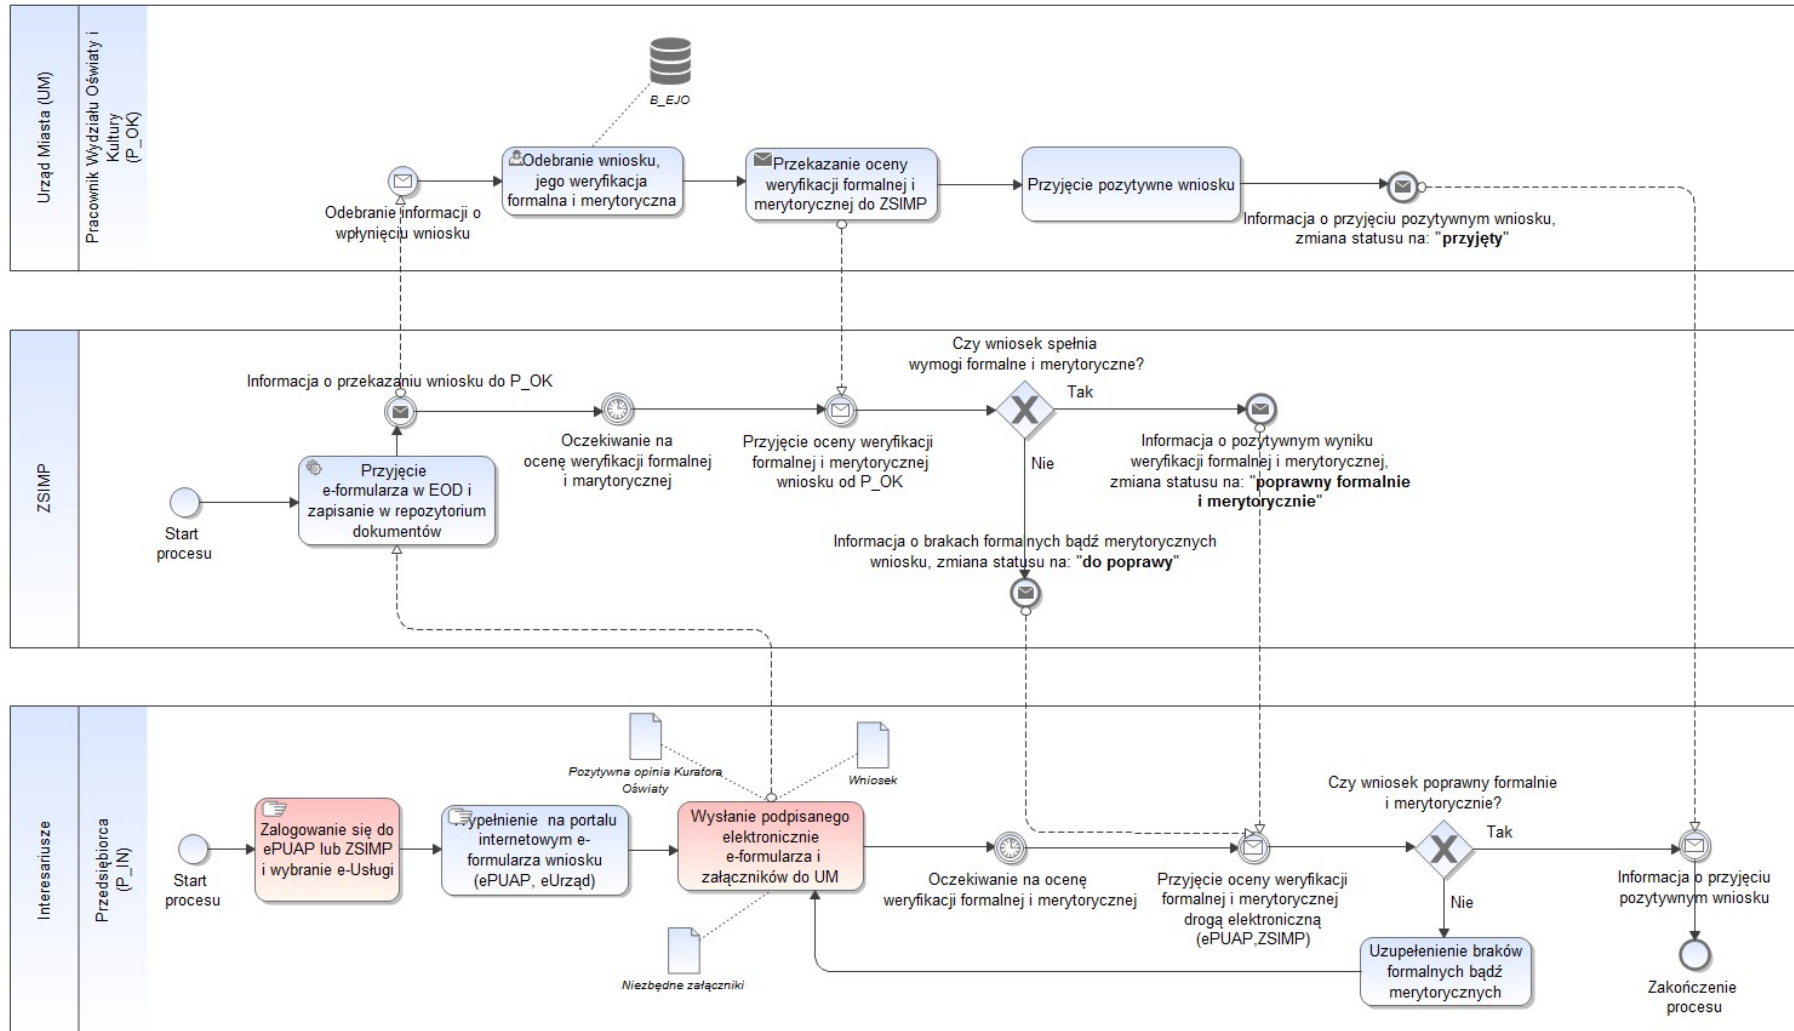 Urząd Miasta (UM)
Pracownik Wydziału Oświaty i
Kultury
(P_OK)
B_EJO
Odebranie informacji o
wpłynięciu wniosku
Odebranie wniosku,
jego weryfikacja
formalna i merytoryczna
Przekazanie oceny
weryfikacji formalnej i
merytorycznej do ZSIMP
Przyjęcie pozytywne wniosku
Informacja o przyjęciu pozytywnym wniosku,
zmiana statusu na: "przyjęty"
ZSIMP
Start
procesu
Przyjęcie
e-formularza w EOD i
zapisanie w repozytorium
dokumentów
Informacja o przekazaniu wniosku do P_OK
Oczekiwanie na
ocenę weryfikacji formalnej
i marytorycznej
Przyjęcie oceny weryfikacji
formalnej i merytorycznej
wniosku od P_OK
Czy wniosek spełnia
wymogi formalne i merytoryczne?
Tak
Nie
Informacja o pozytywnym wyniku
weryfikacji formalnej i merytorycznej,
zmiana statusu na: "poprawny formalnie
i merytorycznie"
Informacja o brakach formalnych bądź merytorycznych
wniosku, zmiana statusu na: "do poprawy"
Interesariusze
Przedsiębiorca
(P_IN)
Start
procesu
Zalogowanie się do
ePUAP lub ZSIMP
i wybranie e-Usługi
Wypełnienie na portalu
internetowym e-
formularza wniosku
(ePUAP, eUrząd)
Pozytywna opinia Kuratora
Oświaty
Wniosek
Wysłanie podpisanego
elektronicznie
e-formularza i
załączników do UM
Niezbędne załączniki
Oczekiwanie na ocenę
weryfikacji formalnej i merytorycznej
Przyjęcie oceny weryfikacji
formalnej i merytorycznej
drogą elektroniczną
(ePUAP,ZSIMP)
Czy wniosek poprawny formalnie
i merytorycznie?
Tak
Nie
Uzupełenienie braków
formalnych bądź
merytorycznych
Informacja o przyjęciu
pozytywnym wniosku
Zakończenie
procesu